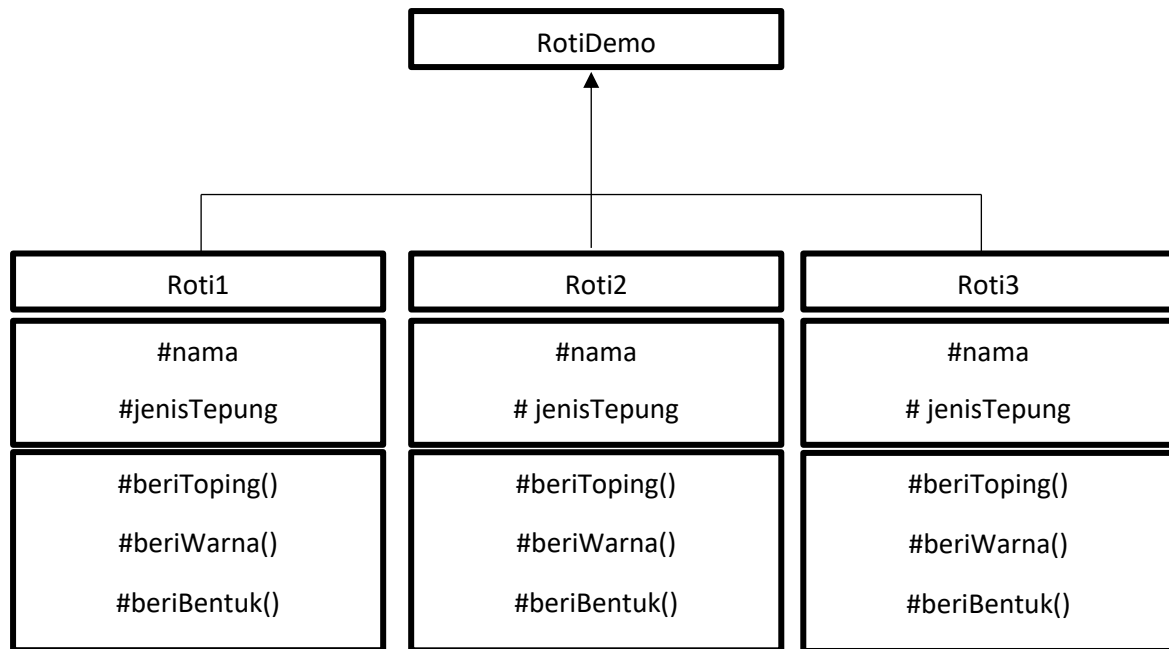 RotiDemo
Roti1
#nama
#jenisTepung
#beriToping()
#beriWarna()
#beriBentuk()
Roti2
#nama
# jenisTepung
#beriToping()
#beriWarna()
#beriBentuk()
Roti3
#nama
# jenisTepung
#beriToping()
#beriWarna()
#beriBentuk()